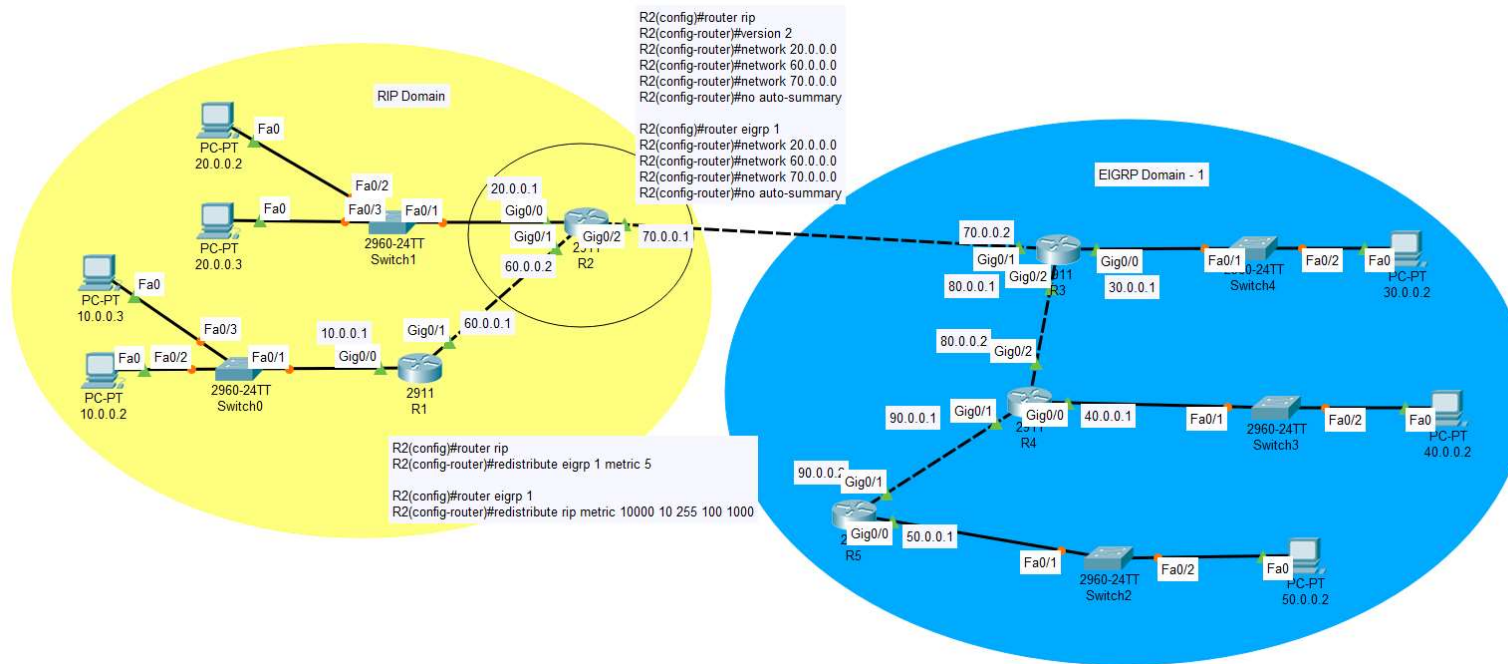 R2(config)#router rip
R2(config-router)#version 2
R2(config-router)#network 20.0.0.0
R2(config-router)#network 60.0.0.0
R2(config-router)#network 70.0.0.0
R2(config-router)#no auto-summary
R2(config)#router eigrp 1
R2(config-router)#network 20.0.0.0
R2(config-router)#network 60.0.0.0
R2(config-router)#network 70.0.0.0
R2(config-router)#no auto-summary
RIP Domain
Fa0
PC-PT
20.0.0.2
Fa0/2
Fa0
Fa0/3
Fa0/1
PC-PT
20.0.0.3
2960-24TT
Switch1
20.0.0.1
Gig0/0
Gig0/1
Gig0/2
70.0.0.1
R2
60.0.0.2
Fa0
PC-PT
10.0.0.3
Fa0/3
Fa0
Fa0/2
Fa0/1
PC-PT
10.0.0.2
2960-24TT
Switch0
10.0.0.1
Gig0/0
Gig0/1
60.0.0.1
2911
R1
R2(config)#router rip
R2(config-router)#redistribute eigrp 1 metric 5
R2(config)#router eigrp 1
R2(config-router)#redistribute rip metric 10000 10 255 100 1000
EIGRP Domain - 1
70.0.0.2
Gig0/1
Gig0/2
Gig0/0
80.0.0.1
30.0.0.1
R3
Fa0/1
Fa0/2
Fa0
Switch4
PC-PT
30.0.0.2
80.0.0.2
Gig0/2
90.0.0.1
Gig0/1
Gig0/0
40.0.0.1
R4
Fa0/1
Fa0/2
Fa0
2960-24TT
Switch3
PC-PT
40.0.0.2
Gig0/1
Gig0/0
50.0.0.1
R5
Fa0/1
Fa0/2
Fa0
2960-24TT
Switch2
PC-PT
50.0.0.2